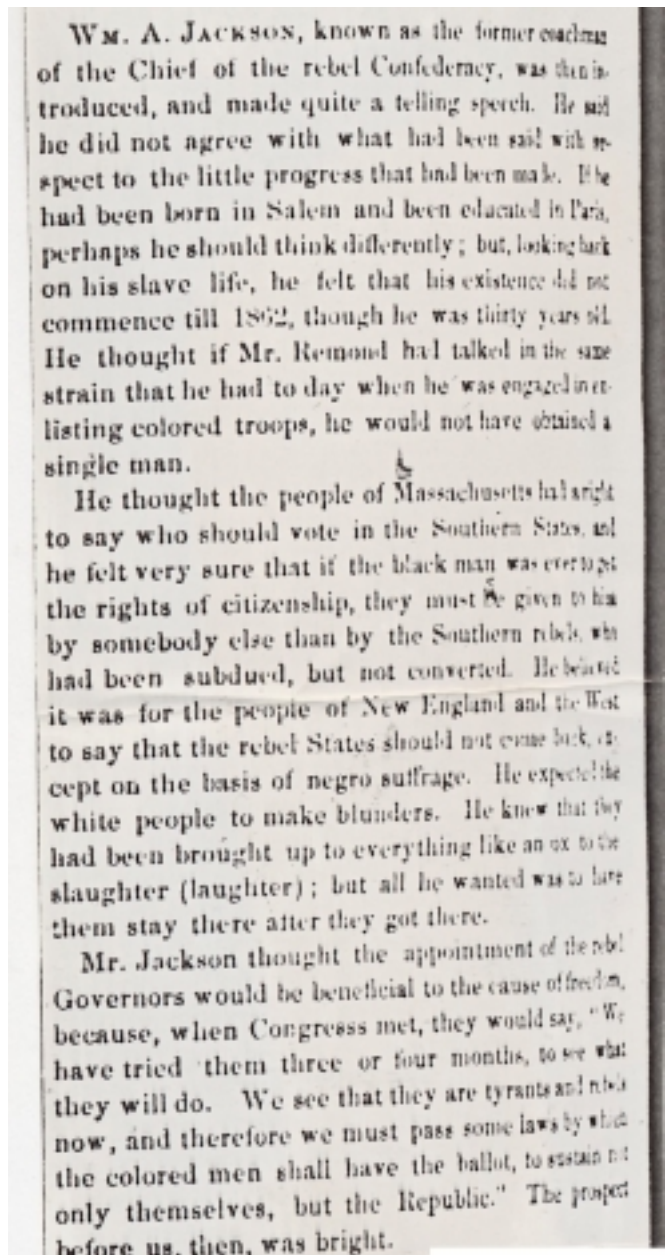 WM. A. JACKSON, known as the former coachman
of the Chief of the rebel Confederacy, was then in-
troduced, and made quite a telling speech. He said
he did not agree with what had been said with re-
spect to the little progress that had been made. If he
had been born in Salem and been educated in Paris,
perhaps he should think differently; but, looking back
on his slave life, he felt that his existence did not
commence till 1862, though he was thirty years old.
He thought if Mr. Remond had talked in the same
strain that he had to day when he was engaged in en-
listing colored troops, he would not have obtained a
single man.
He thought the people of Massachusetts had a right
to say who should vote in the Southern States, and
he felt very sure that if the black man was ever to get
the rights of citizenship, they must be given to him
by somebody else than by the Southern rebels, who
had been subdued, but not converted. He believed
it was for the people of New England and the West
to say that the rebel States should not come back, ex-
cept on the basis of negro suffrage. He expected the
white people to make blunders. He knew that they
had been brought up to everything like an ox to the
slaughter (laughter); but all he wanted was to have
them stay there after they got there.
Mr. Jackson thought the appointment of the rebel
Governors would be beneficial to the cause of freedom,
because, when Congresss met, they would say, "We
have tried them three or four months, to see what
they will do. We see that they are tyrants and rebels
now, and therefore we must pass some laws by which
the colored men shall have the ballot, to sustain not
only themselves, but the Republic." The prospect
before us, then, was bright.